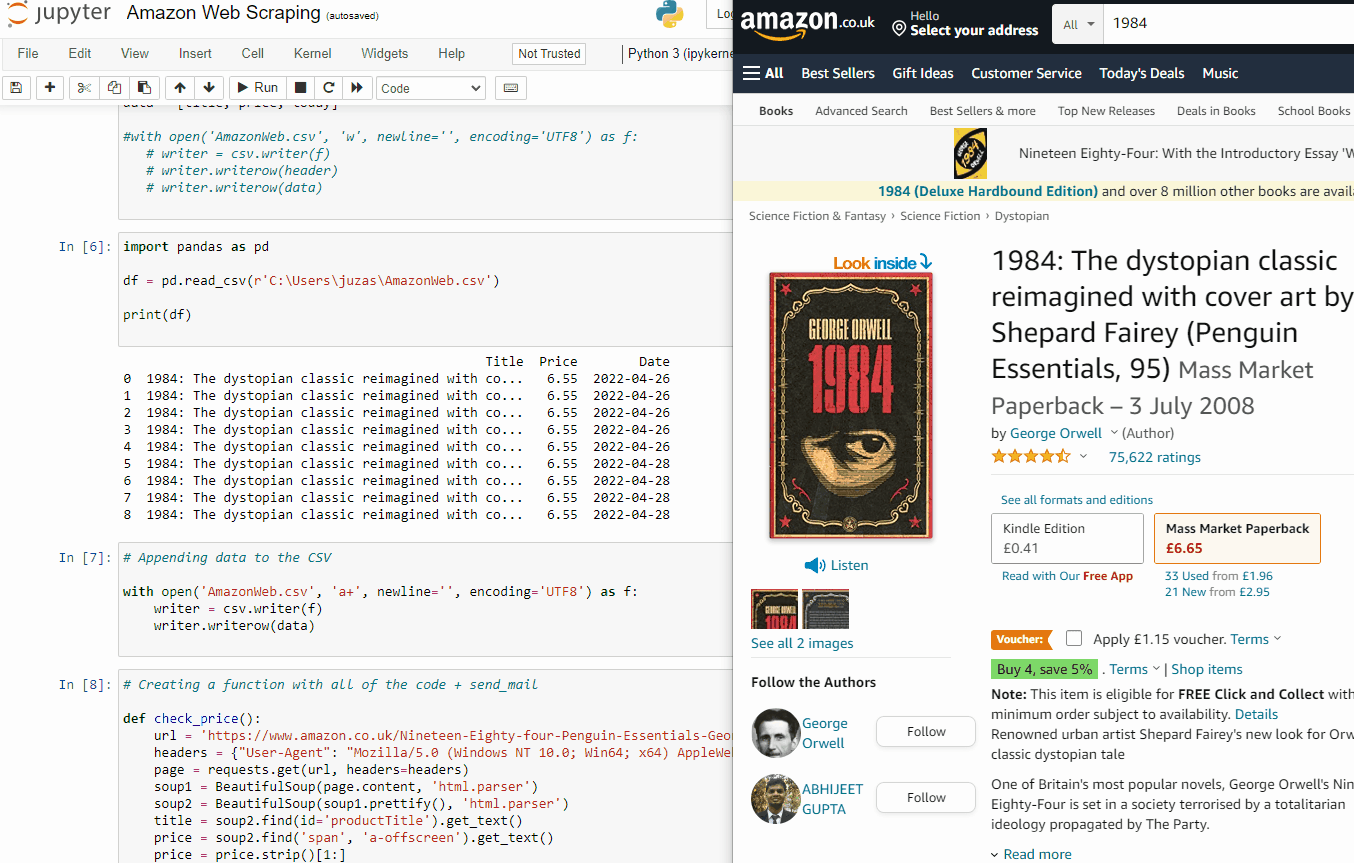 jupyter Amazon Web Scraping (autosaved)
File Edit View Insert Cell Kernel Widgets Help Not Trusted Python 3 (ipykerne
Run Code
data = [title, price, today]
#with open('AmazonWeb.csv', 'w', newline='', encoding='UTF8') as f:
# writer = csv.writer(f)
# writer.writerow(header)
# writer.writerow(data)
In [6]: import pandas as pd
df = pd.read_csv(r'C:\Users\juzas\AmazonWeb.csv')
print(df)
Title Price Date
0 1984: The dystopian classic reimagined with co... 6.55 2022-04-26
1 1984: The dystopian classic reimagined with co... 6.55 2022-04-26
2 1984: The dystopian classic reimagined with co... 6.55 2022-04-26
3 1984: The dystopian classic reimagined with co... 6.55 2022-04-26
4 1984: The dystopian classic reimagined with co... 6.55 2022-04-26
5 1984: The dystopian classic reimagined with co... 6.55 2022-04-28
6 1984: The dystopian classic reimagined with co... 6.55 2022-04-28
7 1984: The dystopian classic reimagined with co... 6.55 2022-04-28
8 1984: The dystopian classic reimagined with co... 6.55 2022-04-28
In [7]: # Appending data to the CSV
with open('AmazonWeb.csv', 'a+', newline='', encoding='UTF8') as f:
writer = csv.writer(f)
writer.writerow(data)
In [8]: # Creating a function with all of the code + send_mail
def check_price():
url = 'https://www.amazon.co.uk/Nineteen-Eighty-four-Penguin-Essentials-Geo
headers = {"User-Agent": "Mozilla/5.0 (Windows NT 10.0; Win64; x64) AppleWe
page = requests.get(url, headers=headers)
soup1 = BeautifulSoup(page.content, 'html.parser')
soup2 = BeautifulSoup(soup1.prettify(), 'html.parser')
title = soup2.find(id='productTitle').get_text()
price = soup2.find('span', 'a-offscreen').get_text()
price = price.strip()[1:]
amazon.co.uk Hello
Select your address
All 1984
All Best Sellers Gift Ideas Customer Service Today's Deals Music
Books Advanced Search Best Sellers & more Top New Releases Deals in Books School Books
Nineteen Eighty-Four: With the Introductory Essay 'W
1984 (Deluxe Hardbound Edition) and over 8 million other books are avail
Science Fiction & Fantasy › Science Fiction › Dystopian
Look inside
GEORGE ORWELL
1984
Listen
See all 2 images
Follow the Authors
George
Orwell
Follow
ABHIJEET
GUPTA
Follow
1984: The dystopian classic
reimagined with cover art by
Shepard Fairey (Penguin
Essentials, 95) Mass Market
Paperback – 3 July 2008
by George Orwell (Author)
75,622 ratings
See all formats and editions
Kindle Edition
£0.41
Read with Our Free App
Mass Market Paperback
£6.65
33 Used from £1.96
21 New from £2.95
Voucher: Apply £1.15 voucher. Terms
Buy 4, save 5% . Terms | Shop items
Note: This item is eligible for FREE Click and Collect with
minimum order subject to availability. Details
Renowned urban artist Shepard Fairey's new look for Orw
classic dystopian tale
One of Britain's most popular novels, George Orwell's Nin
Eighty-Four is set in a society terrorised by a totalitarian
ideology propagated by The Party.
Read more